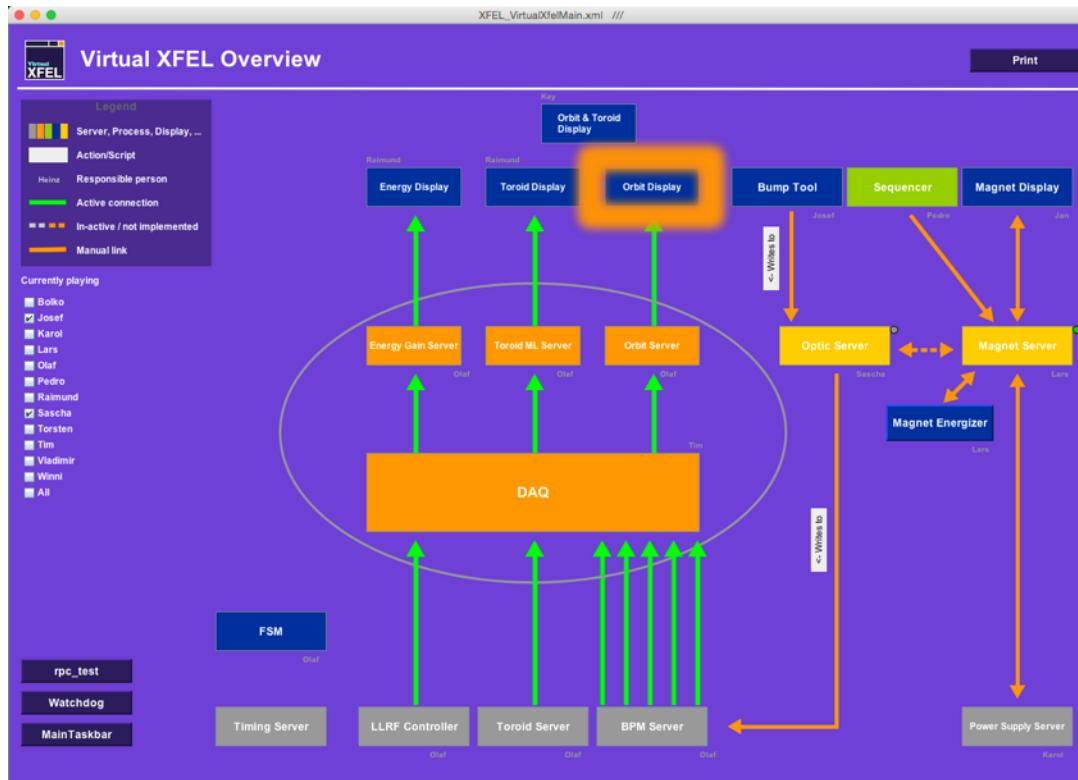 XFEL_VirtualXfelMain.xml ///
Virtual
XFEL
Virtual XFEL Overview
Print
Legend
Server, Process, Display, ...
Action/Script
Heinz
Responsible person
Active connection
In-active / not implemented
Manual link
Currently playing
Bolko
Josef
Karol
Lars
Olaf
Pedro
Raimund
Sascha
Torsten
Tim
Vladimir
Winni
All
Key
Orbit & Toroid
Display
Raimund
Energy Display
Raimund
Toroid Display
Orbit Display
Bump Tool
Josef
Sequencer
Pedro
Magnet Display
Jan
<- Writes to
Energy Gain Server
Olaf
Toroid ML Server
Olaf
Orbit Server
Olaf
Optic Server
Sascha
Magnet Server
Lars
Magnet Energizer
Lars
Tim
DAQ
<- Writes to
FSM
Olaf
rpc_test
Watchdog
MainTaskbar
Timing Server
LLRF Controller
Olaf
Toroid Server
Olaf
BPM Server
Olaf
Power Supply Server
Karol